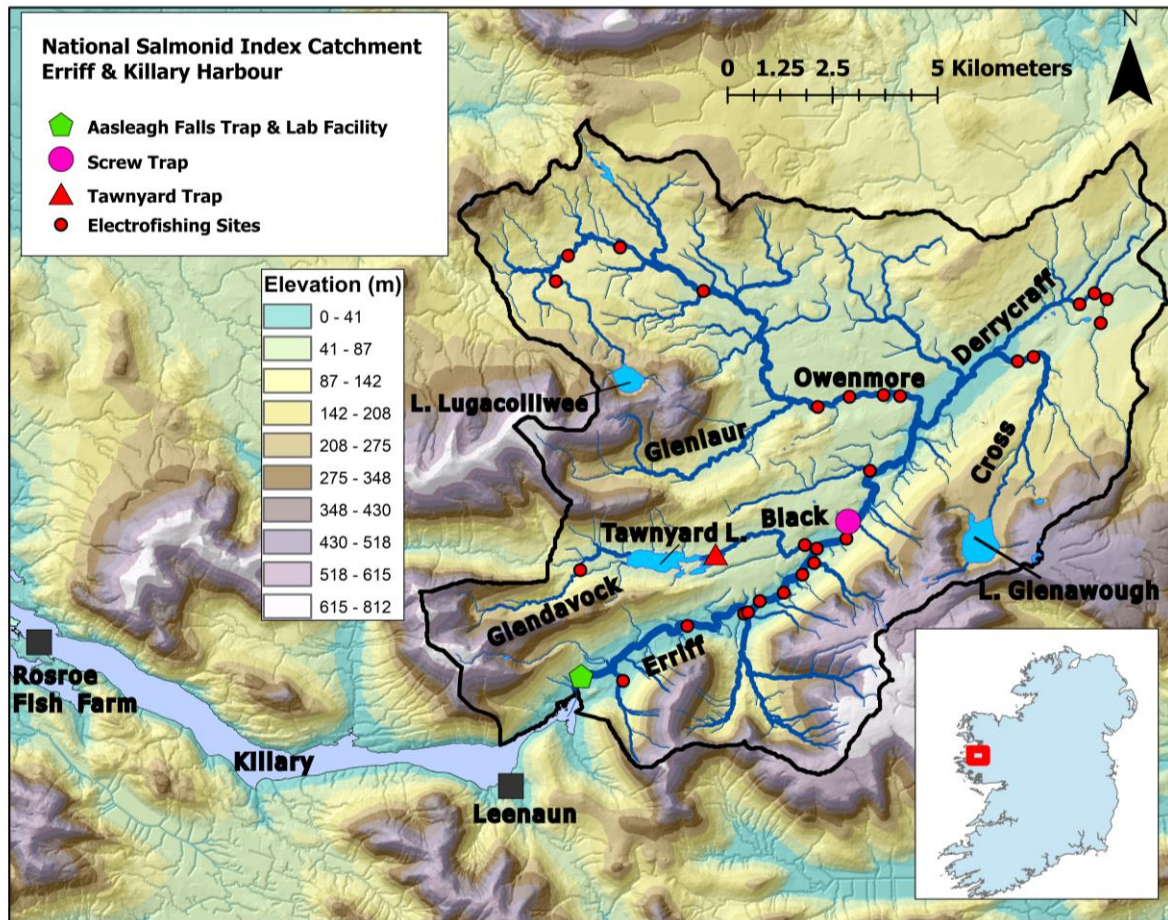 National Salmonid Index Catchment
Erriff & Killary Harbour
Aasleagh Falls Trap & Lab Facility
Screw Trap
Tawnyard Trap
Electrofishing Sites
N
0 1.25 2.5 5 Kilometers
Elevation (m)
0 - 41
41 - 87
87 - 142
142 - 208
208 - 275
275 - 348
348 - 430
430 - 518
518 - 615
615 - 812
Derrycraff
Owenmore
L. Lugacolliwee
Glenlaur
Cross
Black
Tawnyard L.
L. Glenawough
Glendavock
Erriff
Rosroe
Fish Farm
Killary
Leenaun